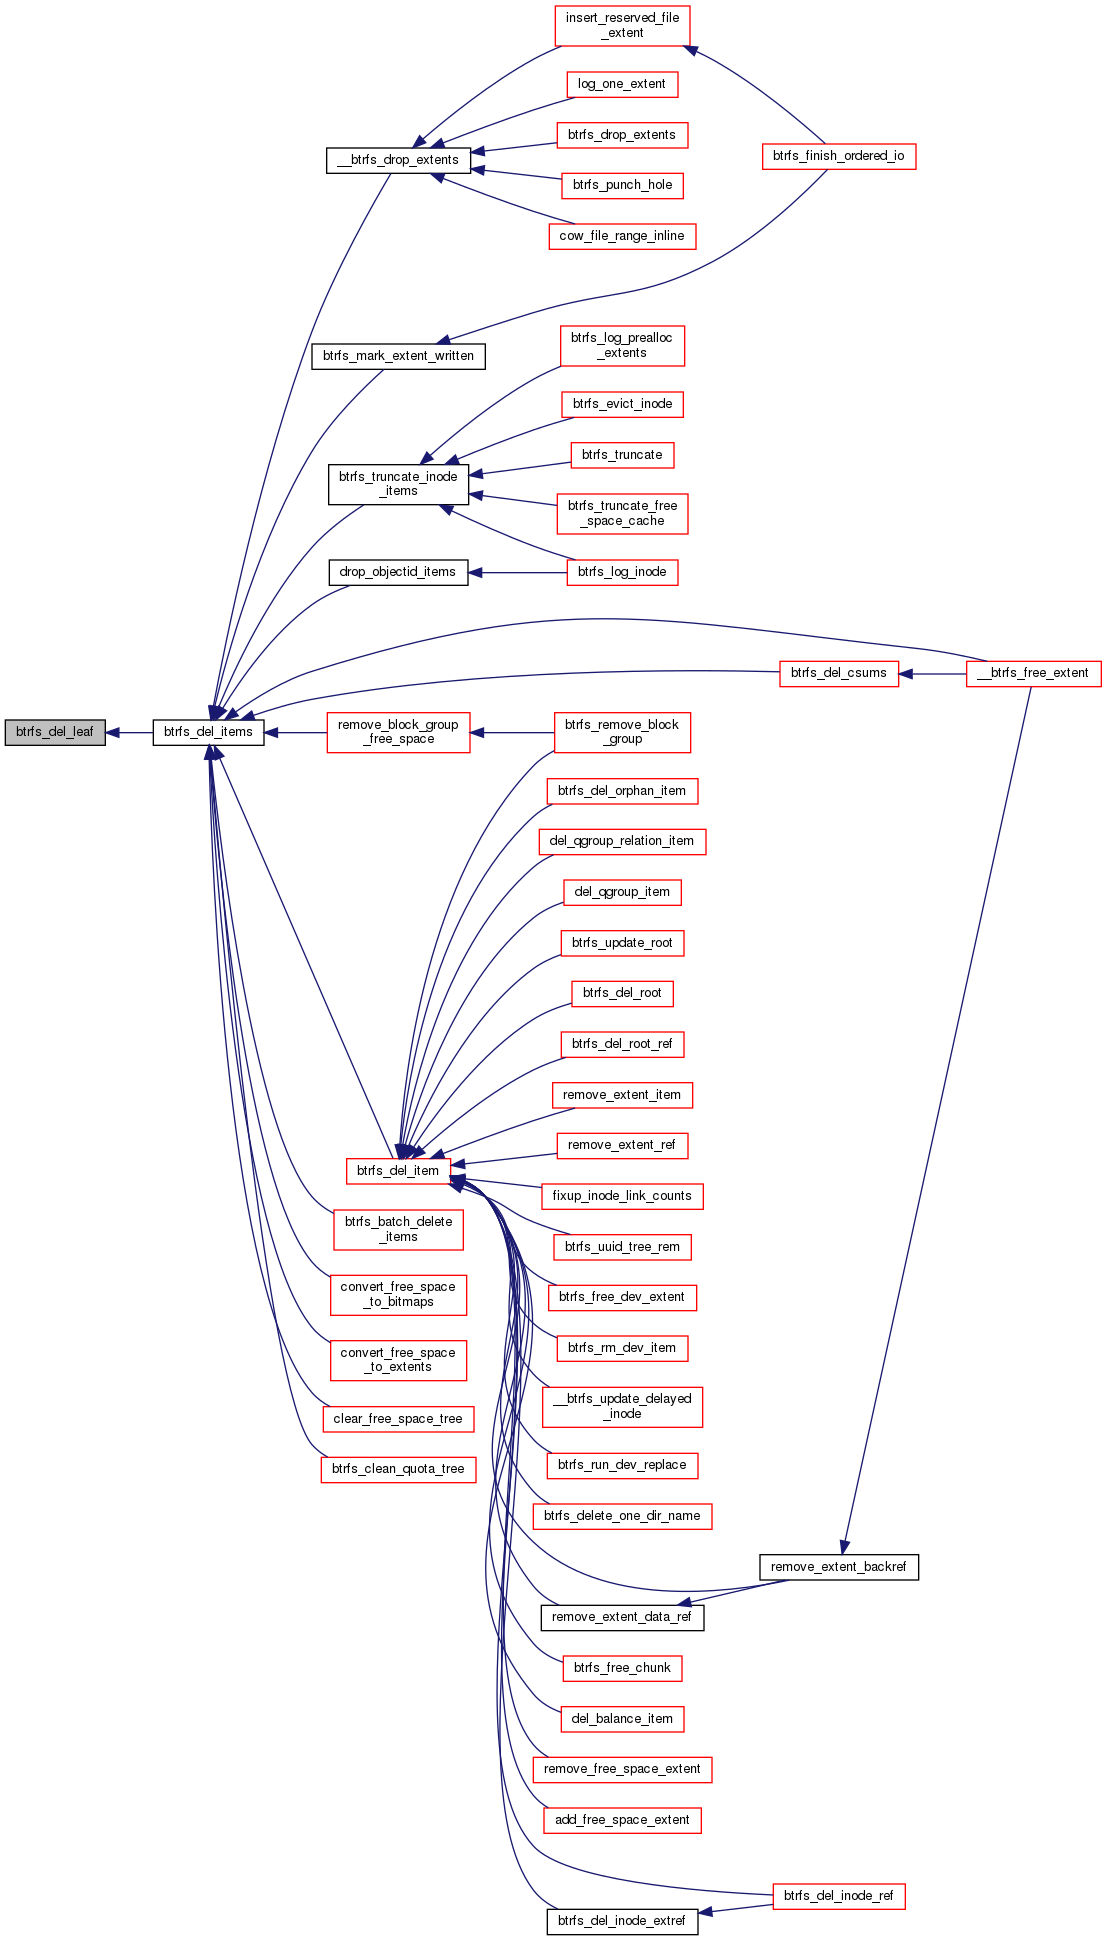 insert_reserved_file
_extent
log_one_extent
btrfs_drop_extents
btrfs_finish_ordered_io
__btrfs_drop_extents
btrfs_punch_hole
cow_file_range_inline
btrfs_log_prealloc
_extents
btrfs_mark_extent_written
btrfs_evict_inode
btrfs_truncate
btrfs_truncate_inode
_items
btrfs_truncate_free
_space_cache
drop_objectid_items
btrfs_log_inode
btrfs_del_csums
__btrfs_free_extent
btrfs_del_leaf
btrfs_del_items
remove_block_group
_free_space
btrfs_remove_block
_group
btrfs_del_orphan_item
del_qgroup_relation_item
del_qgroup_item
btrfs_update_root
btrfs_del_root
btrfs_del_root_ref
remove_extent_item
remove_extent_ref
btrfs_del_item
fixup_inode_link_counts
btrfs_batch_delete
_items
btrfs_uuid_tree_rem
convert_free_space
_to_bitmaps
btrfs_free_dev_extent
btrfs_rm_dev_item
convert_free_space
_to_extents
__btrfs_update_delayed
_inode
clear_free_space_tree
btrfs_clean_quota_tree
btrfs_run_dev_replace
btrfs_delete_one_dir_name
remove_extent_backref
remove_extent_data_ref
btrfs_free_chunk
del_balance_item
remove_free_space_extent
add_free_space_extent
btrfs_del_inode_ref
btrfs_del_inode_extref